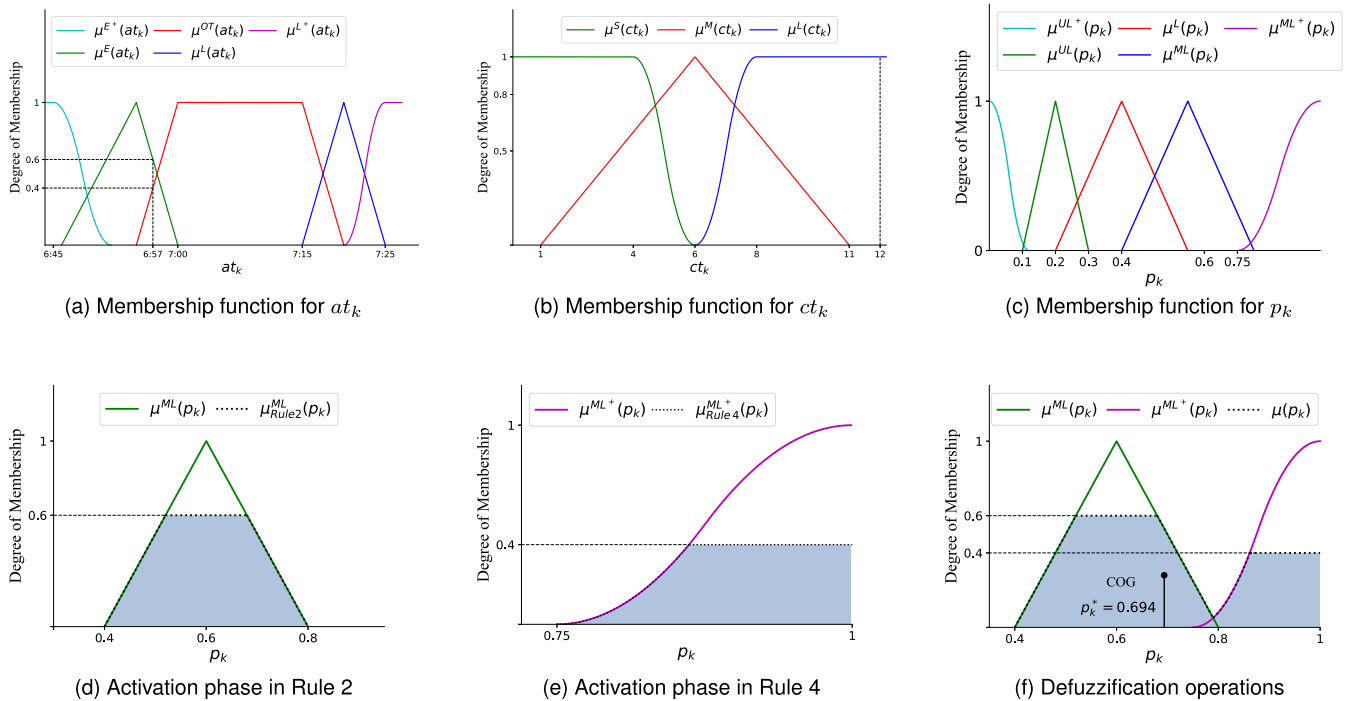 μ^{E+}(at_k) μ^{OT}(at_k) μ^{L+}(at_k)
μ^{E}(at_k) μ^{L}(at_k)
Degree of Membership
1
0.6
0.4
6:45 6:57 7:00 7:15 7:25
at_k
(a) Membership function for at_k
μ^{S}(ct_k) μ^{M}(ct_k) μ^{L}(ct_k)
Degree of Membership
1
0.8
0.5
1 4 6 8 11 12
ct_k
(b) Membership function for ct_k
μ^{UL+}(p_k) μ^{L}(p_k) μ^{ML+}(p_k)
μ^{UL}(p_k) μ^{ML}(p_k)
Degree of Membership
1
0
0.1 0.2 0.3 0.4 0.6 0.75
p_k
(c) Membership function for p_k
μ^{ML}(p_k) μ^{ML}_{Rule2}(p_k)
Degree of Membership
1
0.6
0.4 0.6 0.8
p_k
(d) Activation phase in Rule 2
μ^{ML+}(p_k) μ^{ML+}_{Rule4}(p_k)
Degree of Membership
1
0.4
0.75 1
p_k
(e) Activation phase in Rule 4
μ^{ML}(p_k) μ^{ML+}(p_k) μ(p_k)
Degree of Membership
1
0.6
0.4
COG
p_k^* = 0.694
0.4 0.6 0.8 1
p_k
(f) Defuzzification operations